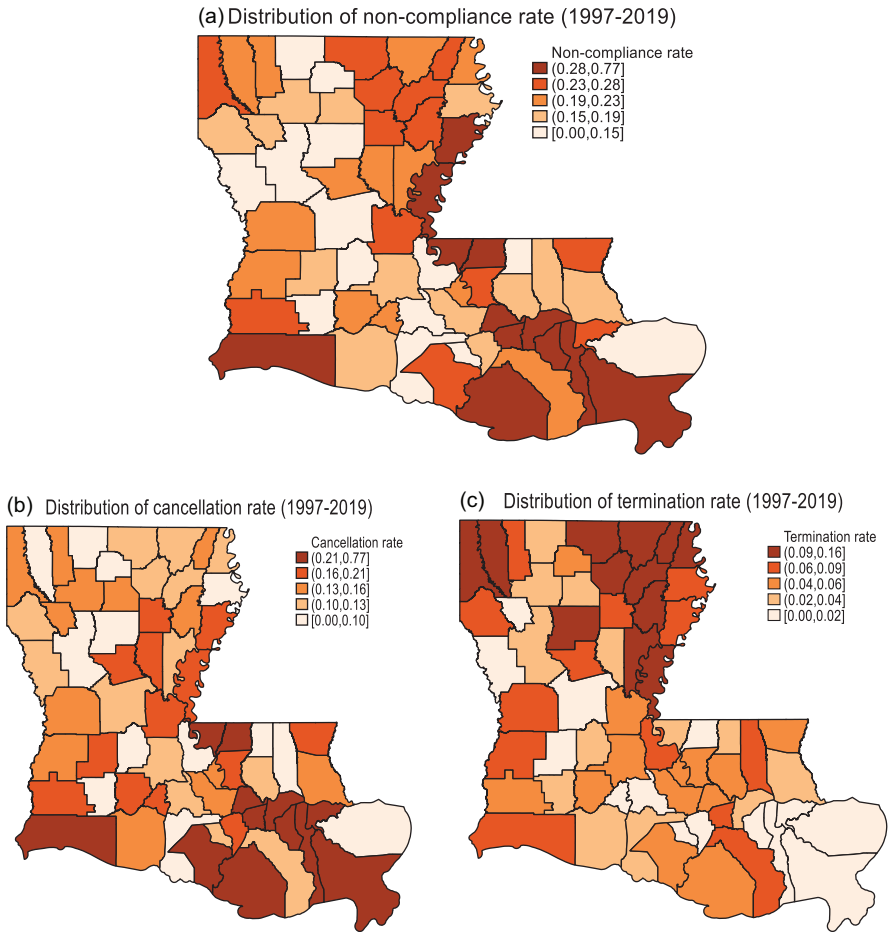 (a) Distribution of non-compliance rate (1997-2019)
Non-compliance rate
(0.28,0.77]
(0.23,0.28]
(0.19,0.23]
(0.15,0.19]
[0.00,0.15]
(b) Distribution of cancellation rate (1997-2019)
Cancellation rate
(0.21,0.77]
(0.16,0.21]
(0.13,0.16]
(0.10,0.13]
[0.00,0.10]
(c) Distribution of termination rate (1997-2019)
Termination rate
(0.09,0.16]
(0.06,0.09]
(0.04,0.06]
(0.02,0.04]
[0.00,0.02]